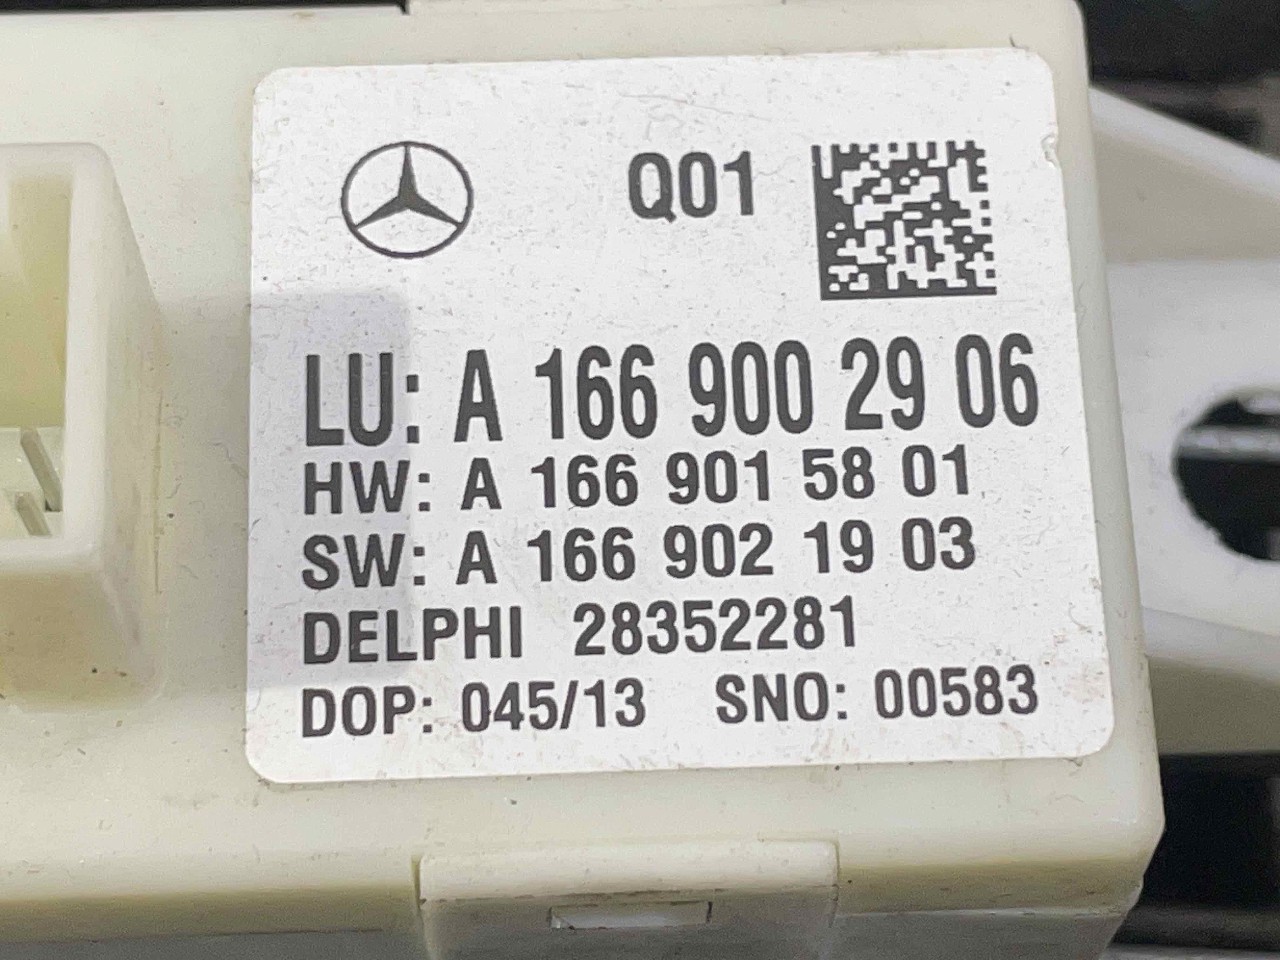 Q01
LU: A 166 900 29 06
HW: A 166 901 58 01
SW: A 166 902 19 03
DELPHI 28352281
DOP: 045/13 SNO: 00583